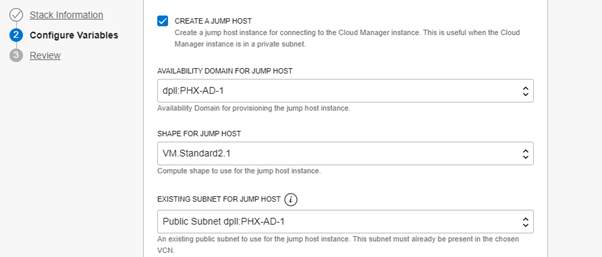 Stack Information
2 Configure Variables
3 Review
CREATE A JUMP HOST
Create a jump host instance for connecting to the Cloud Manager instance. This is useful when the Cloud
Manager instance is in a private subnet.
AVAILABILITY DOMAIN FOR JUMP HOST
dpll:PHX-AD-1
Availability Domain for provisioning the jump host instance.
SHAPE FOR JUMP HOST
VM.Standard2.1
Compute shape to use for the jump host instance.
EXISTING SUBNET FOR JUMP HOST i
Public Subnet dpll:PHX-AD-1
An existing public subnet to use for the jump host instance. This subnet must already be present in the chosen
VCN.